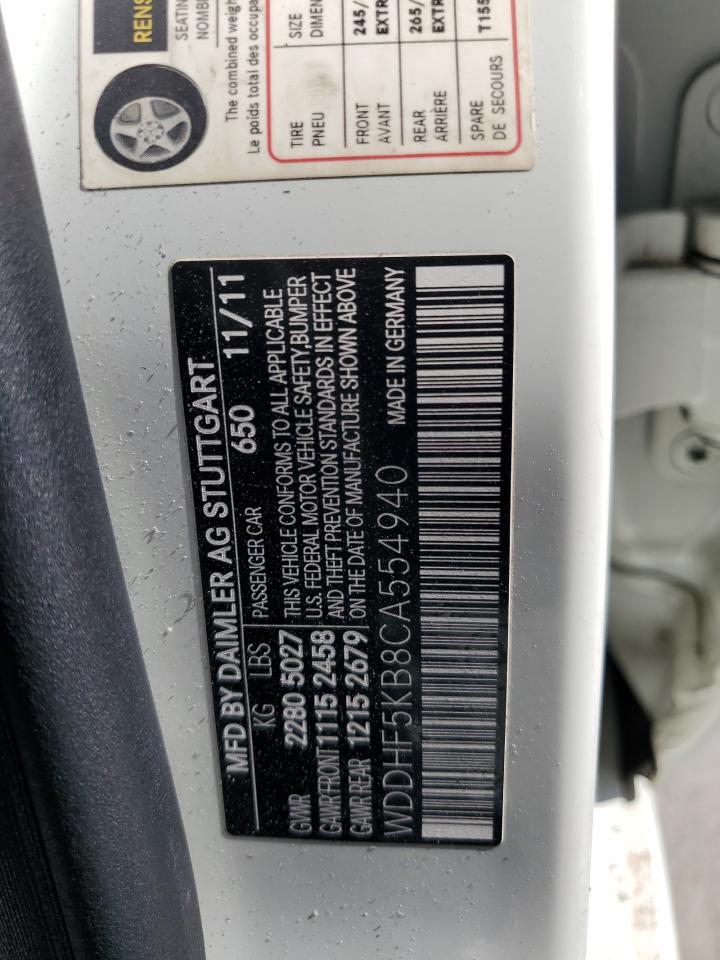 RENS
SEATIN
NOMBR
The combined weigh
Le poids total des occupa
TIRE SIZE
PNEU DIMEN
FRONT 245/
AVANT EXTR
REAR 265/
ARRIÈRE EXTR
SPARE T155
DE SECOURS
MFD BY DAIMLER AG STUTTGART
KG LBS PASSENGER CAR 650 11/11
GVWR 2280 5027 THIS VEHICLE CONFORMS TO ALL APPLICABLE
GAWR FRONT 1115 2458 U.S. FEDERAL MOTOR VEHICLE SAFETY, BUMPER
AND THEFT PREVENTION STANDARDS IN EFFECT
GAWR REAR 1215 2679 ON THE DATE OF MANUFACTURE SHOWN ABOVE
WDDHF5KB8CA554940 MADE IN GERMANY